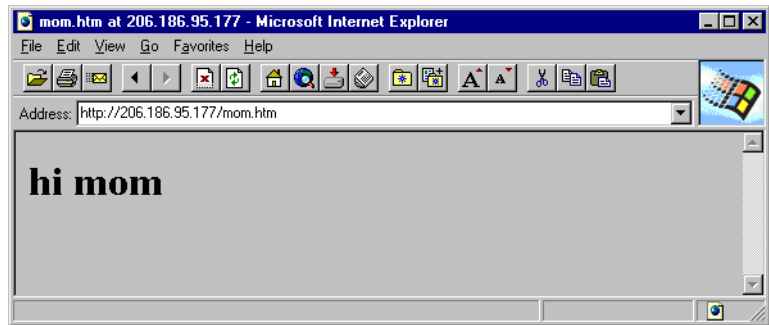 mom.htm at 206.186.95.177 - Microsoft Internet Explorer
File Edit View Go Favorites Help
A A
Address: http://206.186.95.177/mom.htm
hi mom